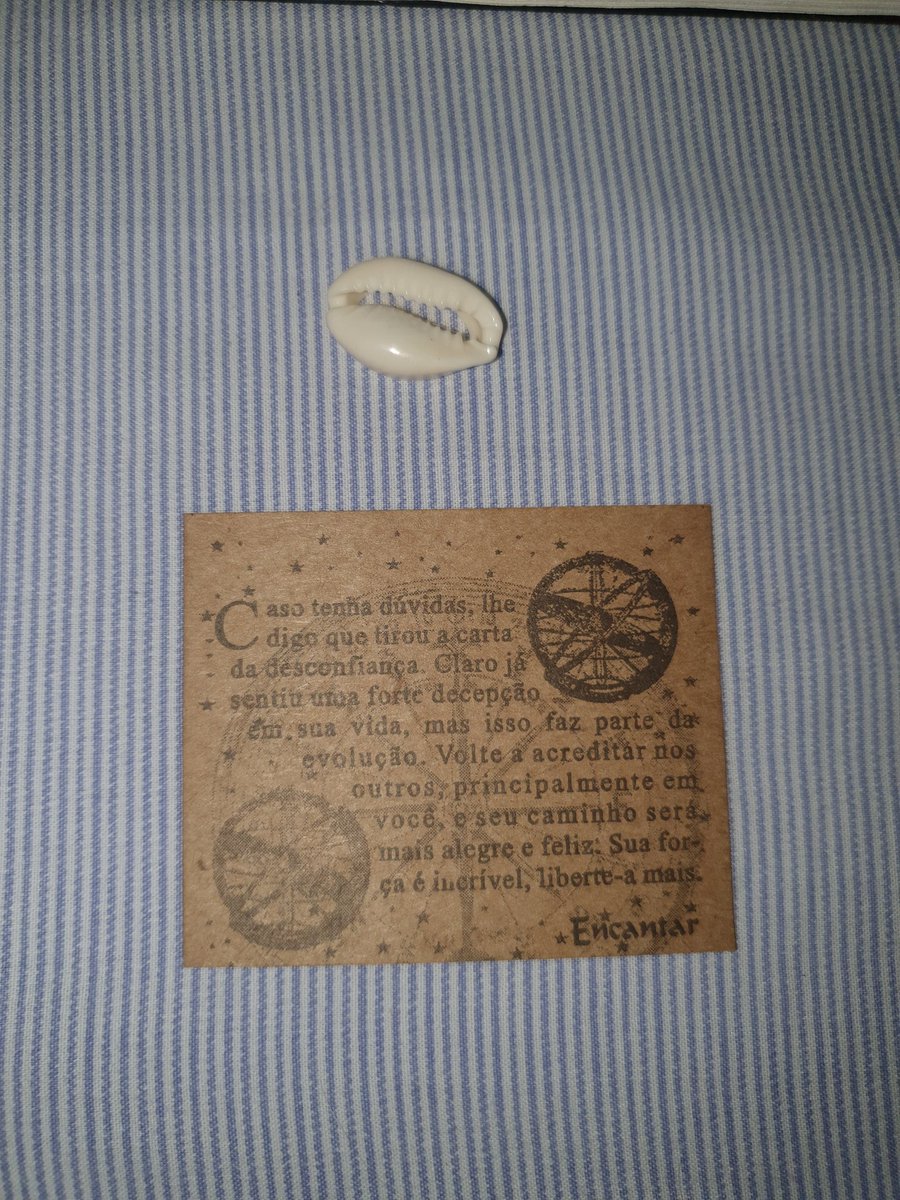 Caso tenha dúvidas, lhe
digo que tirou a carta
da desconfiança. Claro já
sentiu uma forte decepção
em sua vida, mas isso faz parte da
evolução. Volte a acreditar nos
outros, principalmente em
você, e seu caminho será
mais alegre e feliz. Sua for-
ça é incrível, liberte-a mais.
Encantar